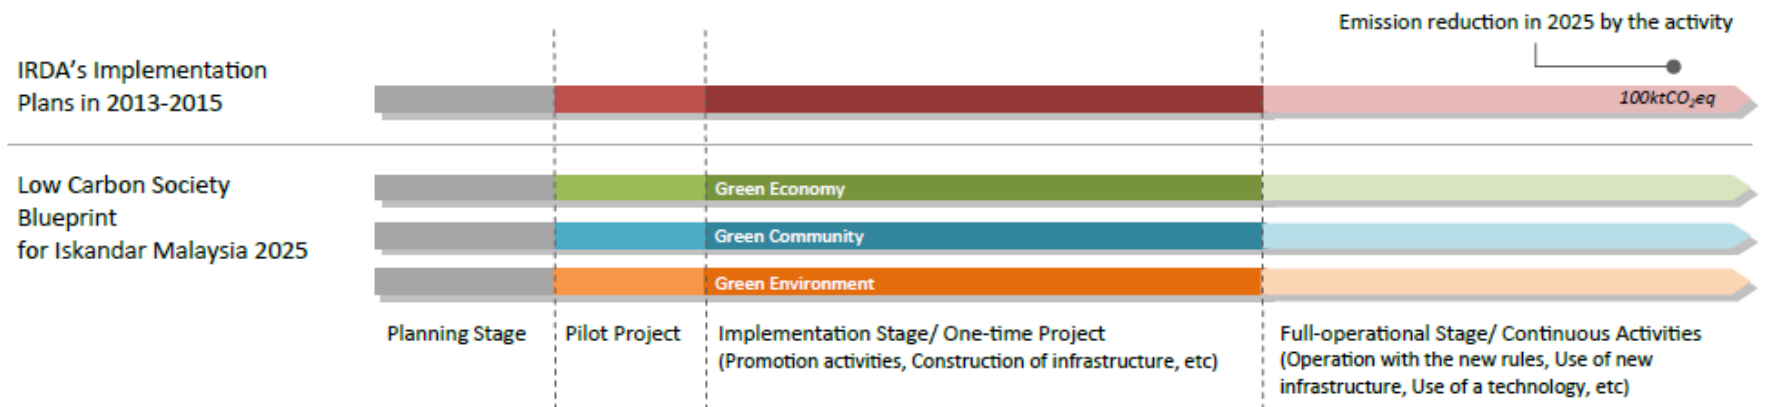 Emission reduction in 2025 by the activity
IRDA's Implementation
Plans in 2013-2015
100ktCO₂eq
Low Carbon Society
Blueprint
for Iskandar Malaysia 2025
Green Economy
Green Community
Green Environment
Planning Stage
Pilot Project
Implementation Stage/ One-time Project
(Promotion activities, Construction of infrastructure, etc)
Full-operational Stage/ Continuous Activities
(Operation with the new rules, Use of new
infrastructure, Use of a technology, etc)